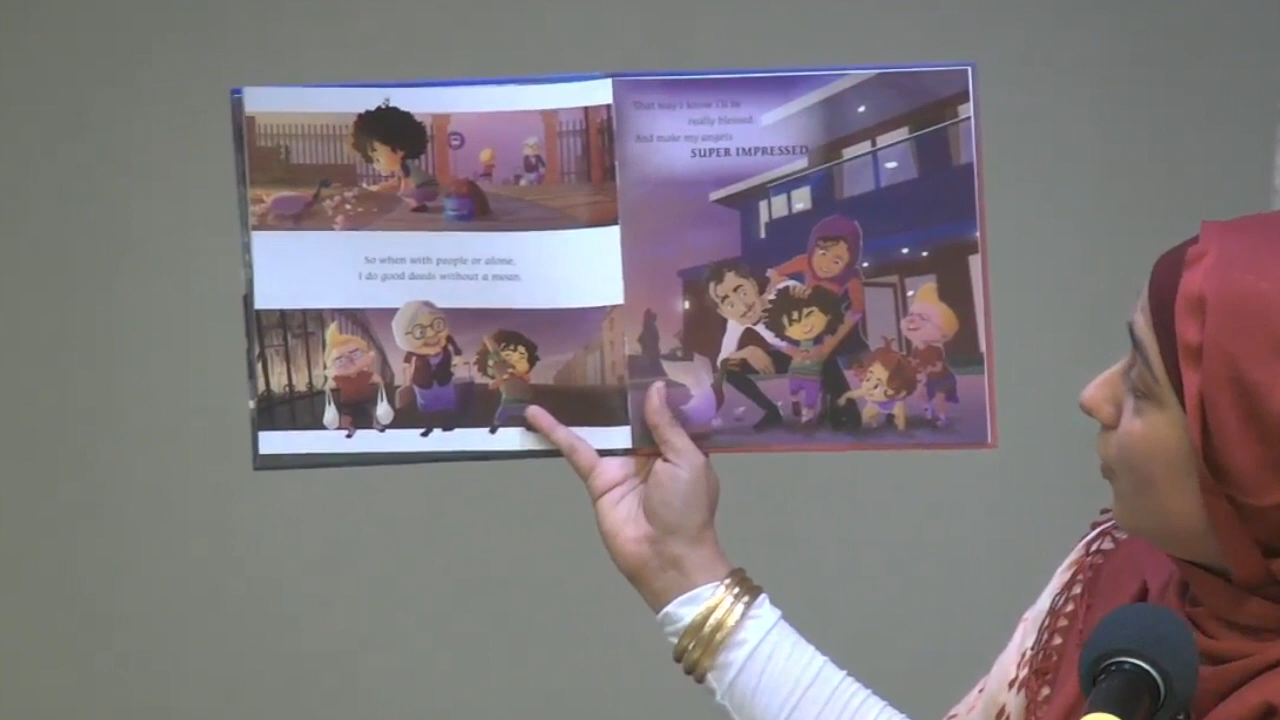 So when with people or alone,
I do good deeds without a moan.
That way I know I'll be
really blessed.
And make my angels
SUPER IMPRESSED.